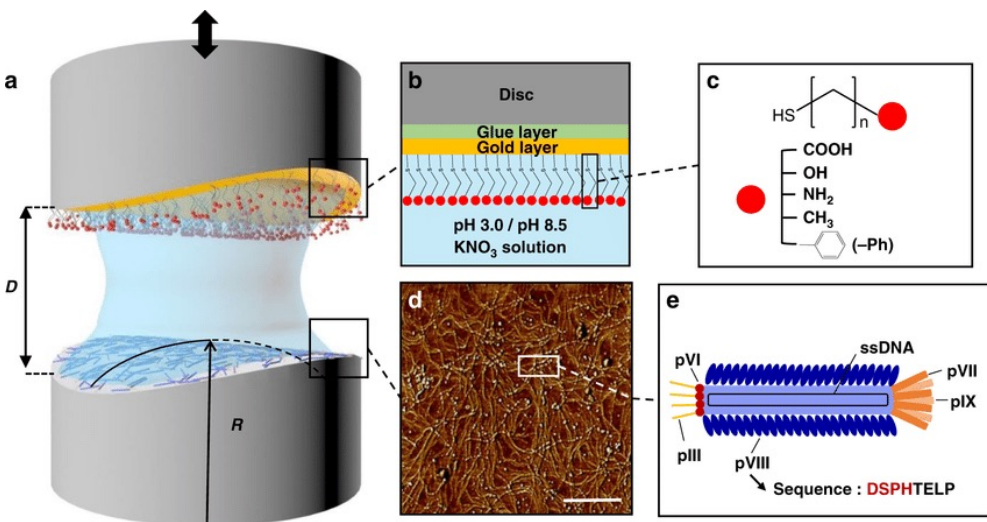 a
D
R
b
Disc
Glue layer
Gold layer
pH 3.0 / pH 8.5
KNO₃ solution
c
HS
n
COOH
OH
NH₂
CH₃
(–Ph)
d
e
ssDNA
pVI
pVII
pIX
pIII
pVIII
Sequence : DSPHTELP